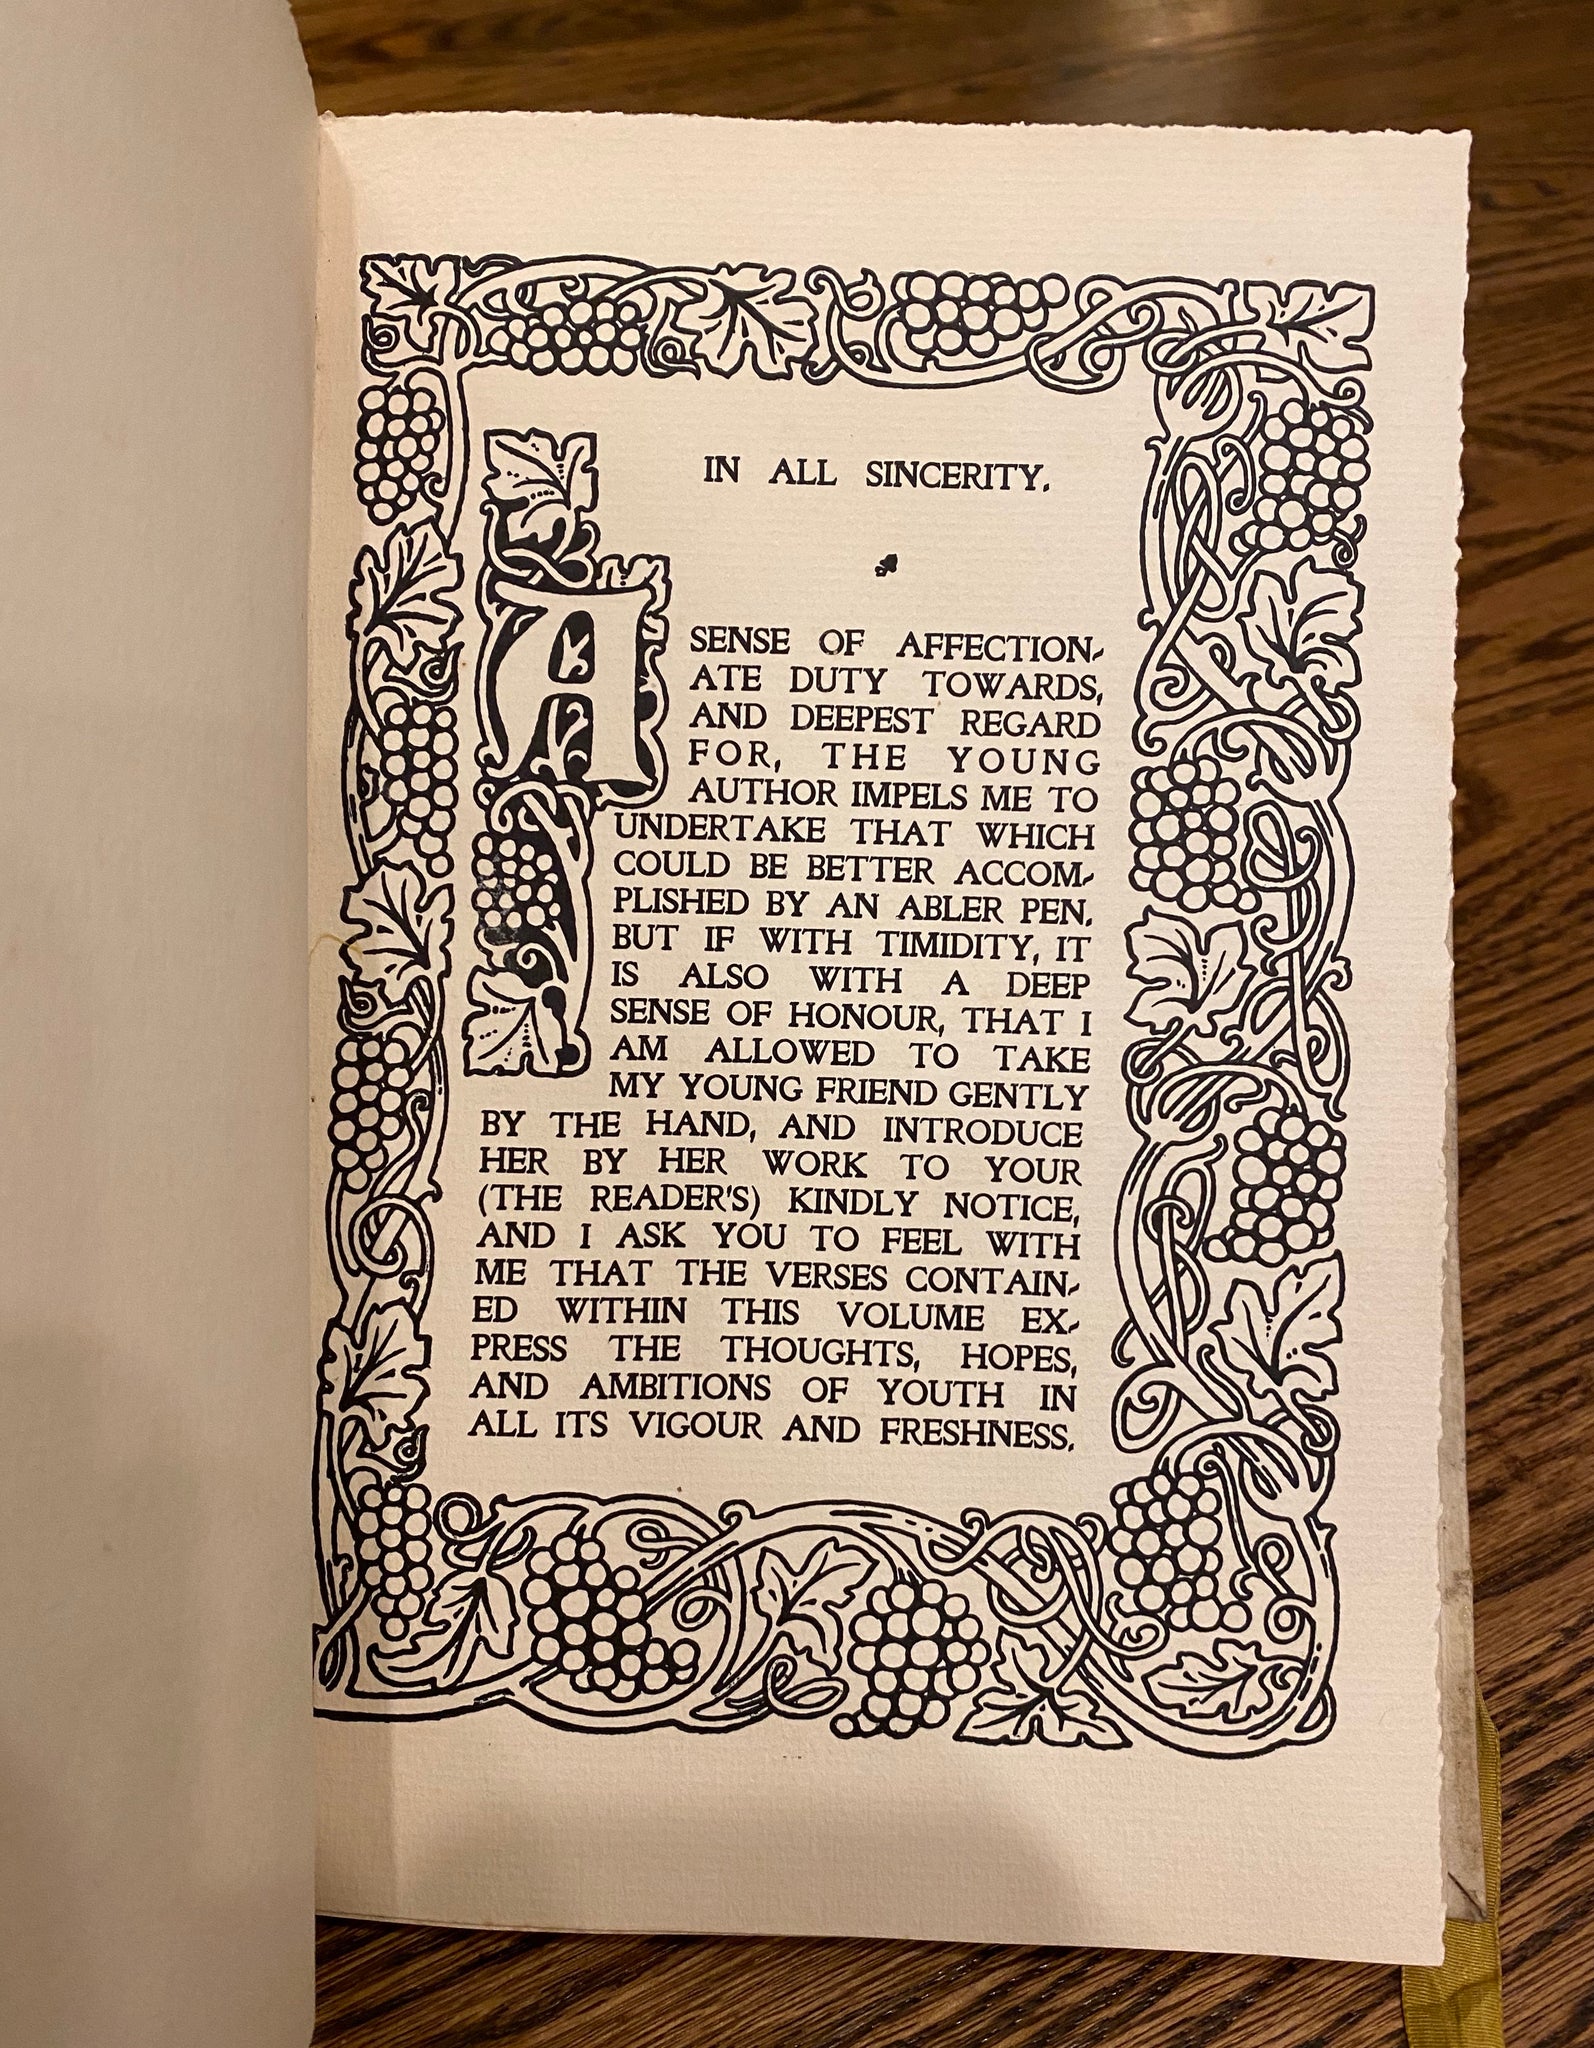 IN ALL SINCERITY.
A SENSE OF AFFECTION-
ATE DUTY TOWARDS,
AND DEEPEST REGARD
FOR, THE YOUNG
AUTHOR IMPELS ME TO
UNDERTAKE THAT WHICH
COULD BE BETTER ACCOM-
PLISHED BY AN ABLER PEN.
BUT IF WITH TIMIDITY, IT
IS ALSO WITH A DEEP
SENSE OF HONOUR, THAT I
AM ALLOWED TO TAKE
MY YOUNG FRIEND GENTLY
BY THE HAND, AND INTRODUCE
HER BY HER WORK TO YOUR
(THE READER'S) KINDLY NOTICE,
AND I ASK YOU TO FEEL WITH
ME THAT THE VERSES CONTAIN-
ED WITHIN THIS VOLUME EX-
PRESS THE THOUGHTS, HOPES,
AND AMBITIONS OF YOUTH IN
ALL ITS VIGOUR AND FRESHNESS.